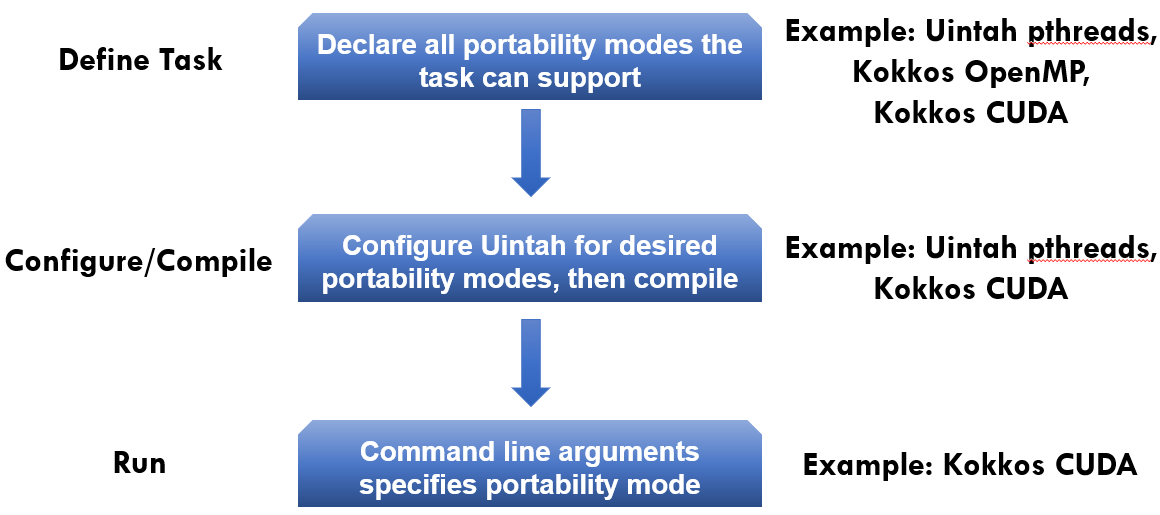 Define Task
Declare all portability modes the
task can support
Example: Uintah pthreads,
Kokkos OpenMP,
Kokkos CUDA
Configure/Compile
Configure Uintah for desired
portability modes, then compile
Example: Uintah pthreads,
Kokkos CUDA
Run
Command line arguments
specifies portability mode
Example: Kokkos CUDA